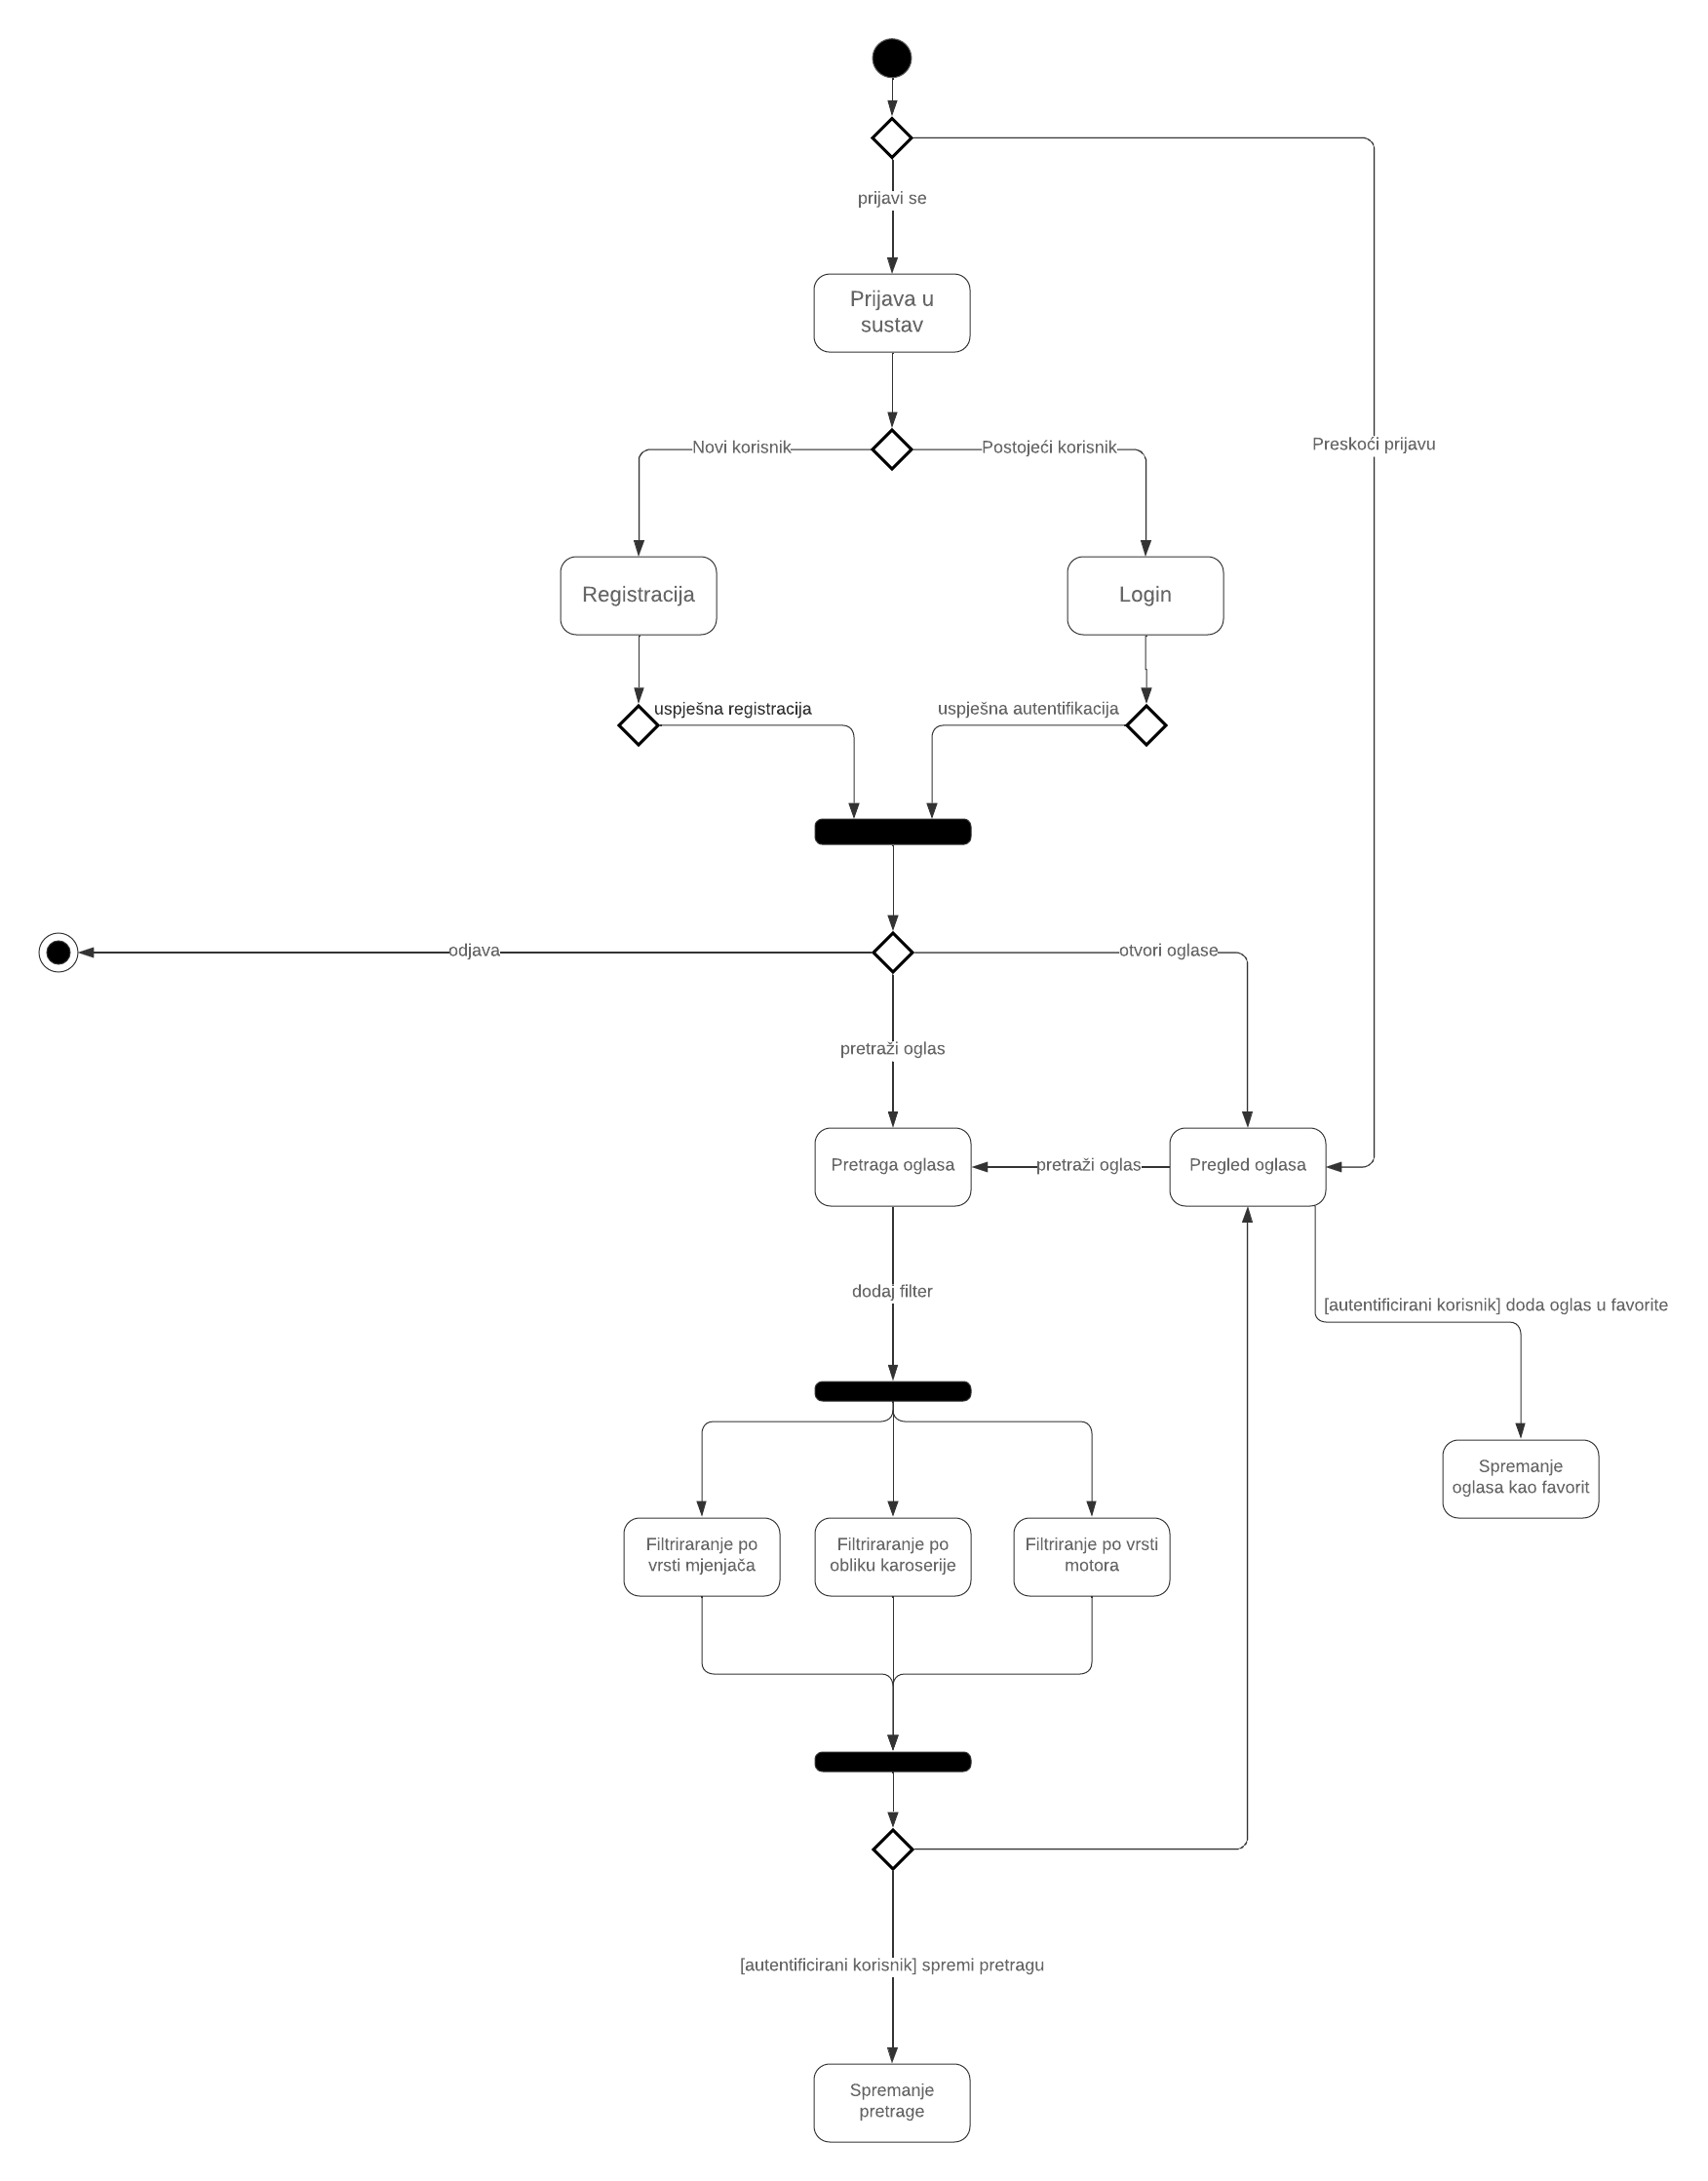 prijavi se
Prijava u
sustav
Preskoći prijavu
Novi korisnik
Postojeći korisnik
Registracija
Login
uspješna registracija
uspješna autentifikacija
odjava
otvori oglase
pretraži oglas
Pretraga oglasa
pretraži oglas
Pregled oglasa
dodaj filter
[autentificirani korisnik] doda oglas u favorite
Spremanje
oglasa kao favorit
Filtriraranje po
vrsti mjenjača
Filtriraranje po
obliku karoserije
Filtriranje po vrsti
motora
[autentificirani korisnik] spremi pretragu
Spremanje
pretrage